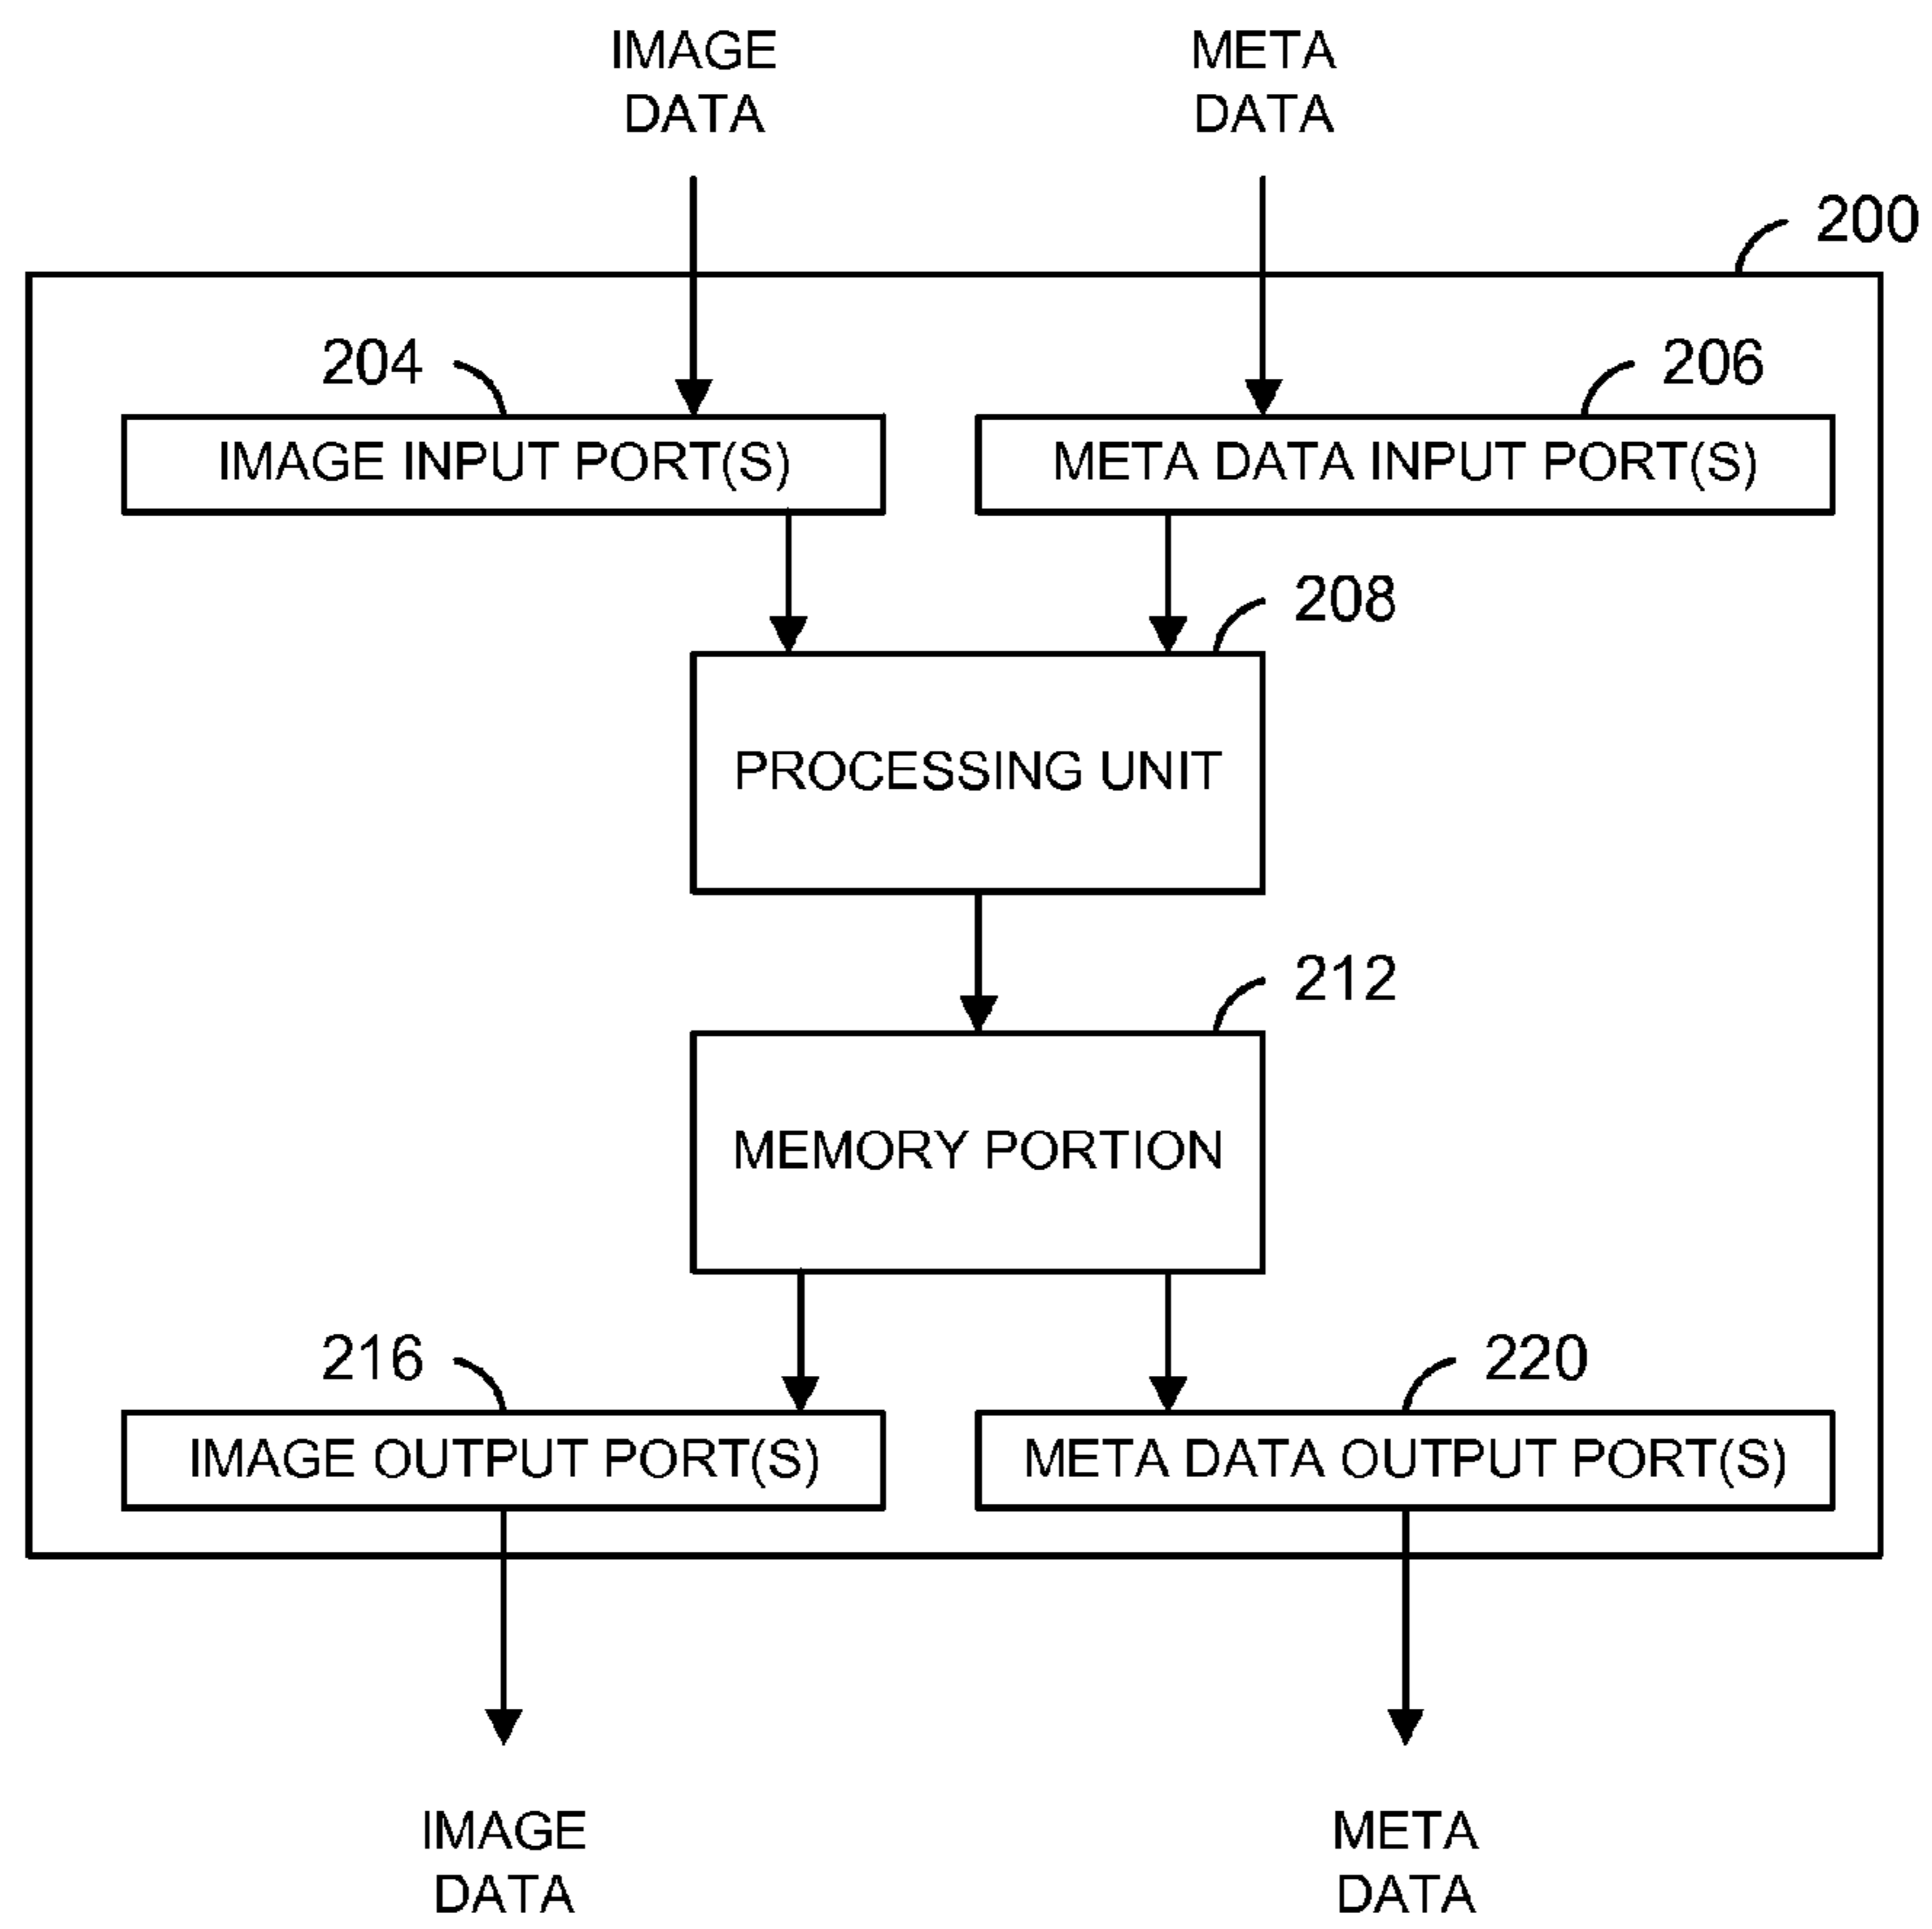 IMAGE
DATA
META
DATA
200
204
206
IMAGE INPUT PORT(S)
META DATA INPUT PORT(S)
208
PROCESSING UNIT
212
MEMORY PORTION
216
220
IMAGE OUTPUT PORT(S)
META DATA OUTPUT PORT(S)
IMAGE
DATA
META
DATA